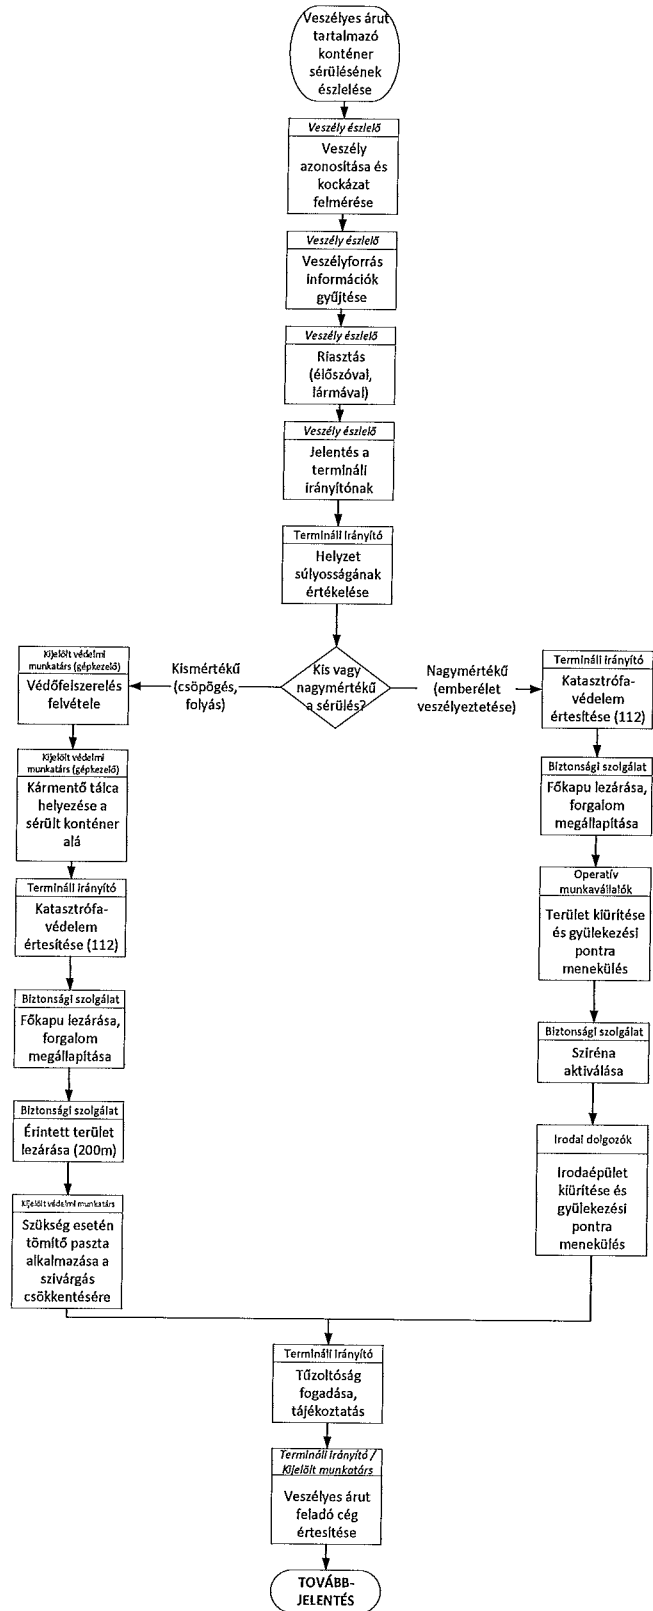 Veszélyes árut
tartalmazó
konténer
sérülésének
észlelése
Veszély észlelő
Veszély
azonosítása és
kockázat
felmérése
Veszély észlelő
Veszélyforrás
információk
gyűjtése
Veszély észlelő
Riasztás
(élőszóval,
lármával)
Veszély észlelő
Jelentés a
termináli
irányítónak
Termináli irányító
Helyzet
súlyosságának
értékelése
Kis vagy
nagymértékű
a sérülés?
Kismértékű
(csöpögés,
folyás)
Kijelölt védelmi
munkatárs (gépkezelő)
Védőfelszerelés
felvétele
Kijelölt védelmi
munkatárs (gépkezelő)
Kármentő tálca
helyezése a
sérült konténer
alá
Termináli irányító
Katasztrófa-
védelem
értesítése (112)
Biztonsági szolgálat
Főkapu lezárása,
forgalom
megállapítása
Biztonsági szolgálat
Érintett terület
lezárása (200m)
Kijelölt védelmi munkatárs
Szükség esetén
tömítő paszta
alkalmazása a
szivárgás
csökkentésére
Nagymértékű
(emberélet
veszélyeztetése)
Termináli irányító
Katasztrófa-
védelem
értesítése (112)
Biztonsági szolgálat
Főkapu lezárása,
forgalom
megállapítása
Operatív
munkavállalók
Terület kiürítése
és gyülekezési
pontra
menekülés
Biztonsági szolgálat
Sziréna
aktiválása
Irodai dolgozók
Irodaépület
kiürítése és
gyülekezési
pontra
menekülés
Termináli irányító
Tűzoltóság
fogadása,
tájékoztatás
Termináli irányító /
Kijelölt munkatárs
Veszélyes árut
feladó cég
értesítése
TOVÁBB-
JELENTÉS